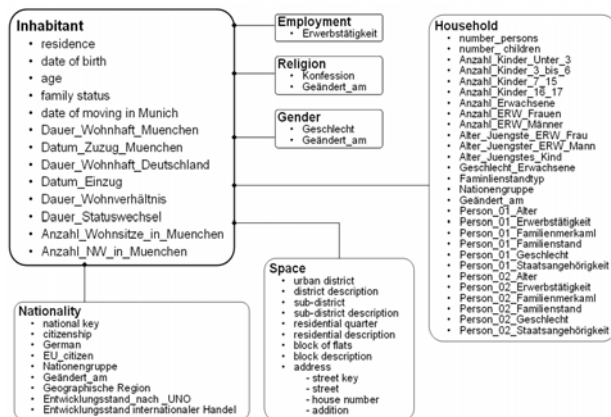 Inhabitant
residence
date of birth
age
family status
date of moving in Munich
Dauer_Wohnhaft_Muenchen
Datum_Zuzug_Muenchen
Dauer_Wohnhaft_Deutschland
Datum_Einzug
Dauer_Wohnverhältnis
Dauer_Statuswechsel
Anzahl_Wohnsitze_in_Muenchen
Anzahl_NW_in_Muenchen
Employment
Erwerbstätigkeit
Religion
Konfession
Geändert_am
Gender
Geschlecht
Geändert_am
Household
number_persons
number_ children
Anzahl_Kinder_Unter_3
Anzahl_Kinder_3_bis_6
Anzahl_Kinder_7_15
Anzahl_Kinder_16_17
Anzahl_Erwachsene
Anzahl_ERW_Frauen
Anzahl_ERW_Männer
Alter_Juengste_ERW_Frau
Alter_Juengster_ERW_Mann
Alter_Juengstes_Kind
Geschlecht_Erwachsene
Faminlienstandtyp
Nationengruppe
Geändert_am
Person_01_Alter
Person_01_Erwerbstätigkeit
Person_01_Familienmerkaml
Person_01_Familienstand
Person_01_Geschlecht
Person_01_Staatsangehörigkeit
Person_02_Alter
Person_02_Erwerbstätigkeit
Person_02_Familienmerkaml
Person_02_Familienstand
Person_02_Geschlecht
Person_02_Staatsangehörigkeit
Nationality
national key
citizenship
German
EU_citizen
Nationengruppe
Geändert_am
Geographische Region
Entwicklungsstand_nach _UNO
Entwicklungsstand internationaler Handel
Space
urban district
district description
sub-district
sub-district description
residential quarter
residential description
block of flats
block description
address
- street key
- street
- house number
- addition